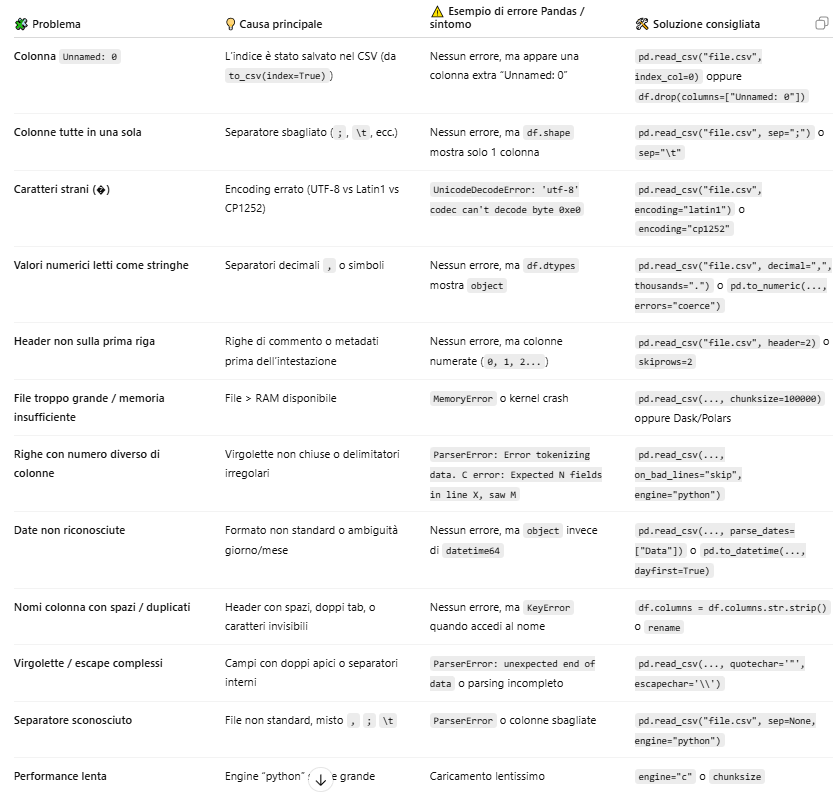 Problema
Causa principale
Esempio di errore Pandas /
sintomo
Soluzione consigliata
Colonna Unnamed: 0
L'indice è stato salvato nel CSV (da
to_csv(index=True) )
Nessun errore, ma appare una
colonna extra "Unnamed: 0"
pd.read_csv("file.csv",
index_col=0) oppure
df.drop(columns=["Unnamed: 0"])
Colonne tutte in una sola
Separatore sbagliato ( ; , \t , ecc.)
Nessun errore, ma df.shape
mostra solo 1 colonna
pd.read_csv("file.csv", sep=";") o
sep="\t"
Caratteri strani (�)
Encoding errato (UTF-8 vs Latin1 vs
CP1252)
UnicodeDecodeError: 'utf-8'
codec can't decode byte 0xe0
pd.read_csv("file.csv",
encoding="latin1") o
encoding="cp1252"
Valori numerici letti come stringhe
Separatori decimali , o simboli
Nessun errore, ma df.dtypes
mostra object
pd.read_csv("file.csv", decimal=",",
thousands=".") o pd.to_numeric(...,
errors="coerce")
Header non sulla prima riga
Righe di commento o metadati
prima dell'intestazione
Nessun errore, ma colonne
numerate ( 0, 1, 2... )
pd.read_csv("file.csv", header=2) o
skiprows=2
File troppo grande / memoria
insufficiente
File > RAM disponibile
MemoryError o kernel crash
pd.read_csv(..., chunksize=100000)
oppure Dask/Polars
Righe con numero diverso di
colonne
Virgolette non chiuse o delimitatori
irregolari
ParserError: Error tokenizing
data. C error: Expected N fields
in line X, saw M
pd.read_csv(...,
on_bad_lines="skip",
engine="python")
Date non riconosciute
Formato non standard o ambiguità
giorno/mese
Nessun errore, ma object invece
di datetime64
pd.read_csv(..., parse_dates=
["Data"]) o pd.to_datetime(...,
dayfirst=True)
Nomi colonna con spazi / duplicati
Header con spazi, doppi tab, o
caratteri invisibili
Nessun errore, ma KeyError
quando accedi al nome
df.columns = df.columns.str.strip()
o rename
Virgolette / escape complessi
Campi con doppi apici o separatori
interni
ParserError: unexpected end of
data o parsing incompleto
pd.read_csv(..., quotechar='"',
escapechar='\\')
Separatore sconosciuto
File non standard, misto , ; \t
ParserError o colonne sbagliate
pd.read_csv("file.csv", sep=None,
engine="python")
Performance lenta
Engine "python" e grande
Caricamento lentissimo
engine="c" o chunksize